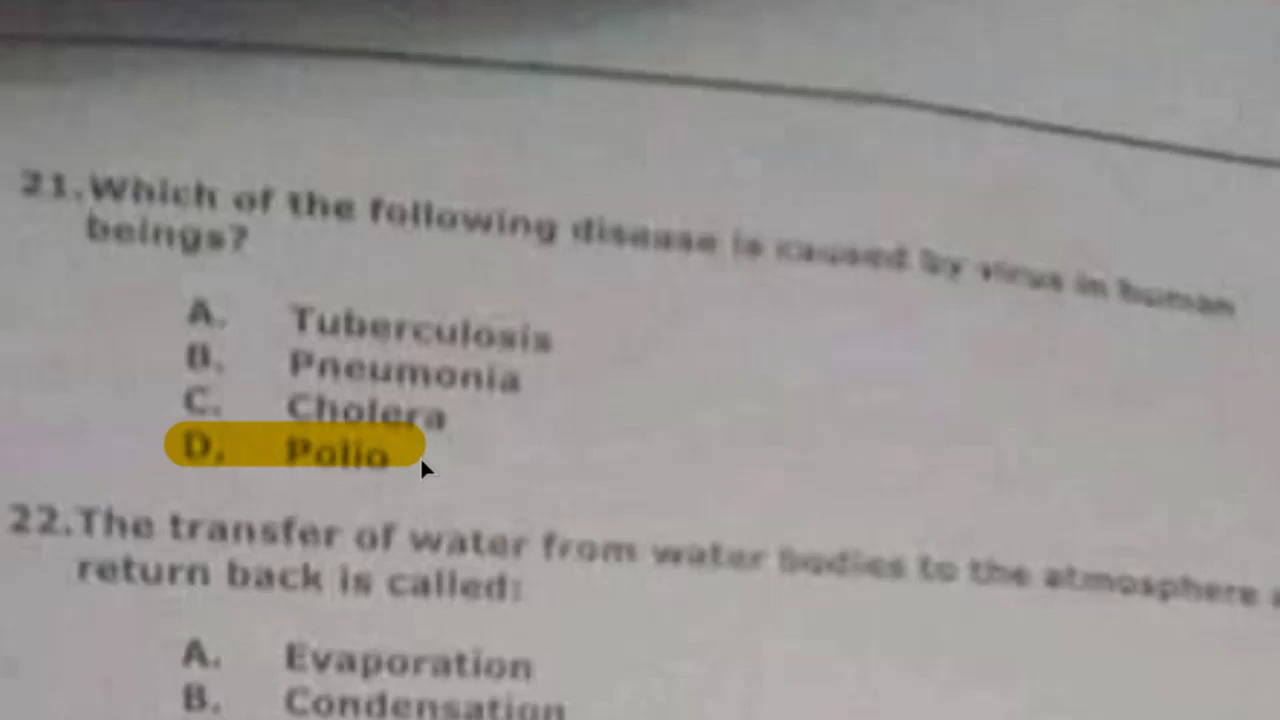 21.Which of the following disease is caused by virus in human
beings?
A. Tuberculosis
B. Pneumonia
C. Cholera
D. Polio
22.The transfer of water from water bodies to the atmosphere
return back is called:
A. Evaporation
B. Condensation